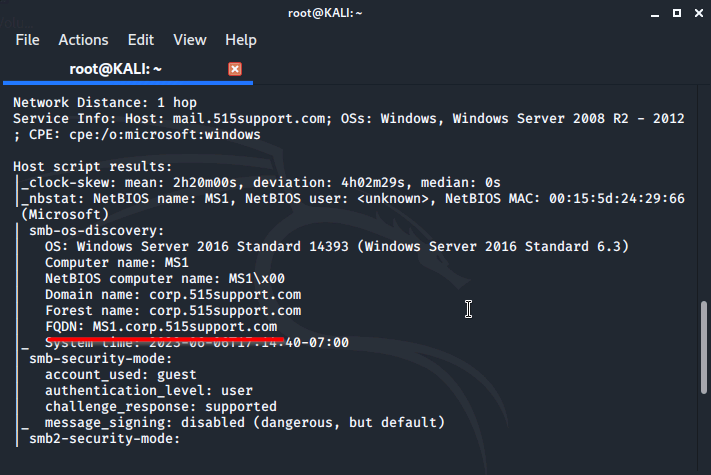 root@KALI: ~
File Actions Edit View Help
root@KALI: ~
Network Distance: 1 hop
Service Info: Host: mail.515support.com; OSs: Windows, Windows Server 2008 R2 - 2012
; CPE: cpe:/o:microsoft:windows
Host script results:
|_clock-skew: mean: 2h20m00s, deviation: 4h02m29s, median: 0s
|_nbstat: NetBIOS name: MS1, NetBIOS user: <unknown>, NetBIOS MAC: 00:15:5d:24:29:66
(Microsoft)
| smb-os-discovery:
|   OS: Windows Server 2016 Standard 14393 (Windows Server 2016 Standard 6.3)
|   Computer name: MS1
|   NetBIOS computer name: MS1\x00
|   Domain name: corp.515support.com
|   Forest name: corp.515support.com
|   FQDN: MS1.corp.515support.com
|_  System time: 2023-06-06T17:14:40-07:00
| smb-security-mode:
|   account_used: guest
|   authentication_level: user
|   challenge_response: supported
|_  message_signing: disabled (dangerous, but default)
| smb2-security-mode: